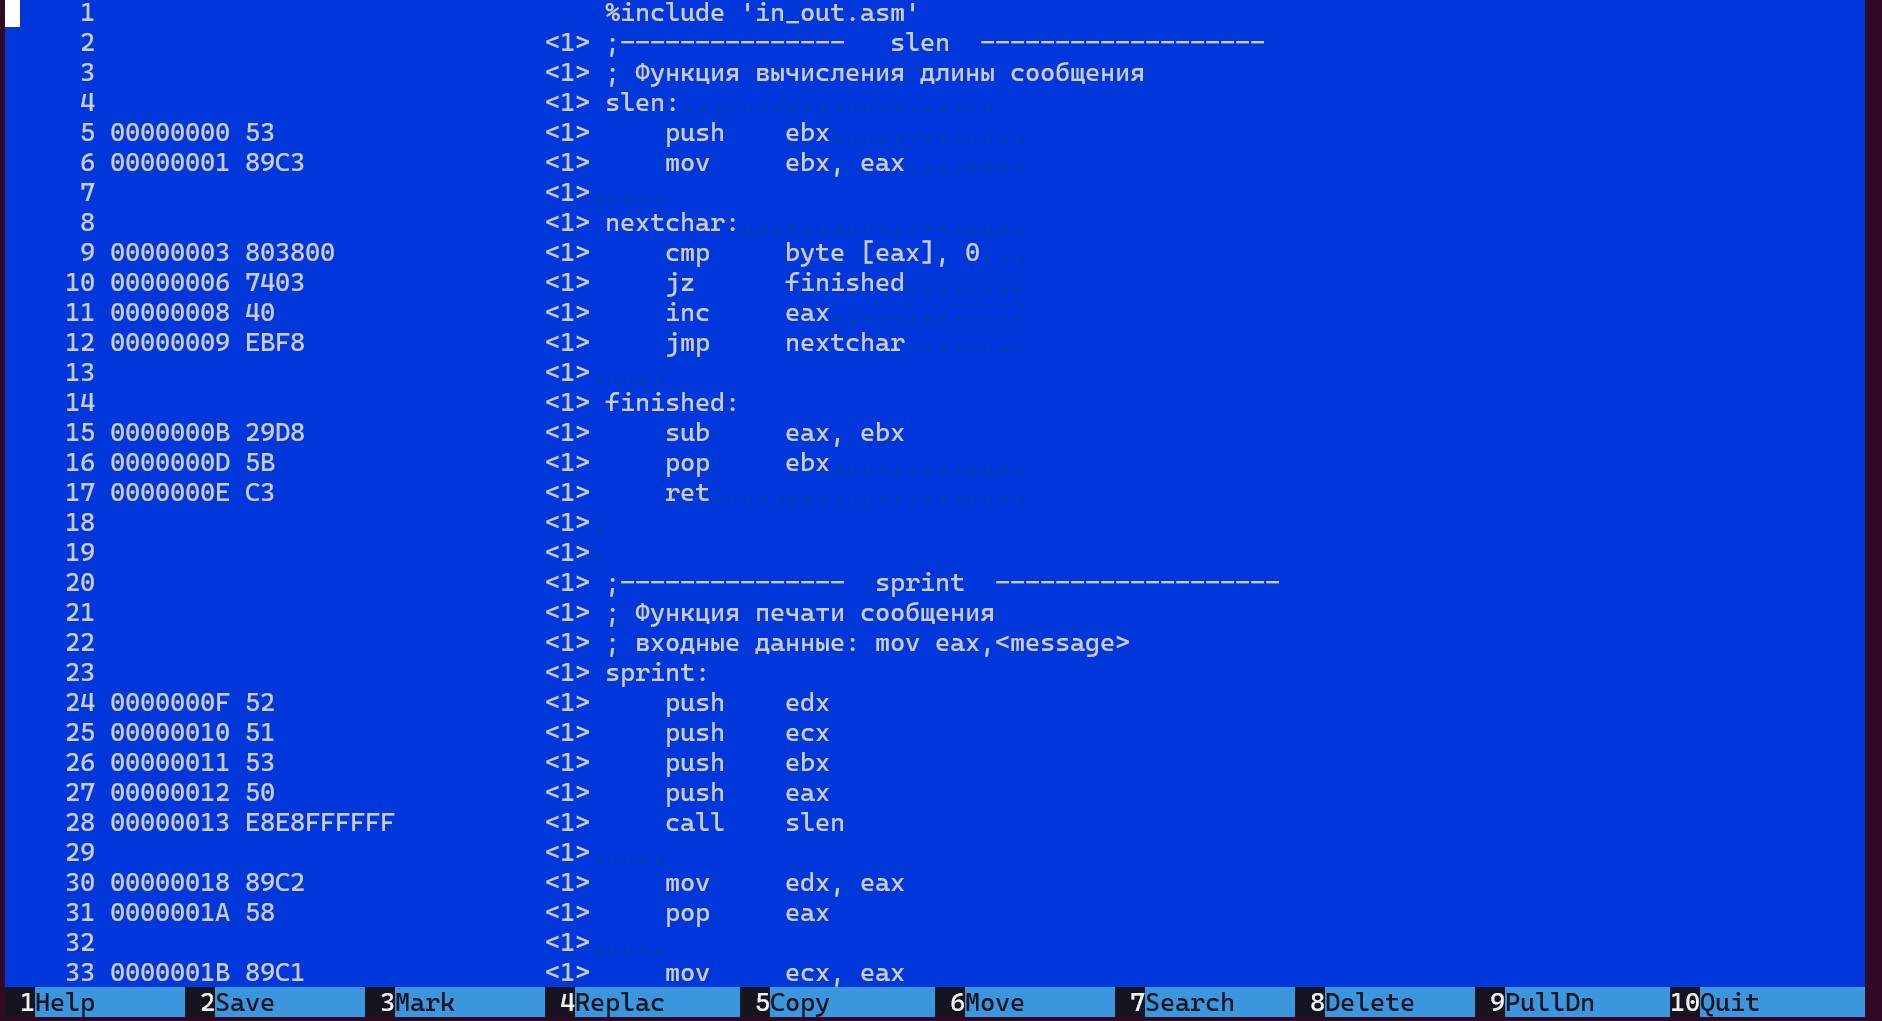 1 %include 'in_out.asm'
2 <1> ;--------------- slen -------------------
3 <1> ; Функция вычисления длины сообщения
4 <1> slen:.....................
5 00000000 53 <1> push ebx.............
6 00000001 89C3 <1> mov ebx, eax........
7 <1>.....
8 <1> nextchar:...................
9 00000003 803800 <1> cmp byte [eax], 0...
10 00000006 7403 <1> jz finished........
11 00000008 40 <1> inc eax.............
12 00000009 EBF8 <1> jmp nextchar........
13 <1>.....
14 <1> finished:
15 0000000B 29D8 <1> sub eax, ebx
16 0000000D 5B <1> pop ebx.............
17 0000000E C3 <1> ret.....................
18 <1>
19 <1>
20 <1> ;--------------- sprint -------------------
21 <1> ; Функция печати сообщения
22 <1> ; входные данные: mov eax,<message>
23 <1> sprint:
24 0000000F 52 <1> push edx
25 00000010 51 <1> push ecx
26 00000011 53 <1> push ebx
27 00000012 50 <1> push eax
28 00000013 E8E8FFFFFF <1> call slen
29 <1>.....
30 00000018 89C2 <1> mov edx, eax
31 0000001A 58 <1> pop eax
32 <1>.....
33 0000001B 89C1 <1> mov ecx, eax
1Help 2Save 3Mark 4Replac 5Copy 6Move 7Search 8Delete 9PullDn 10Quit